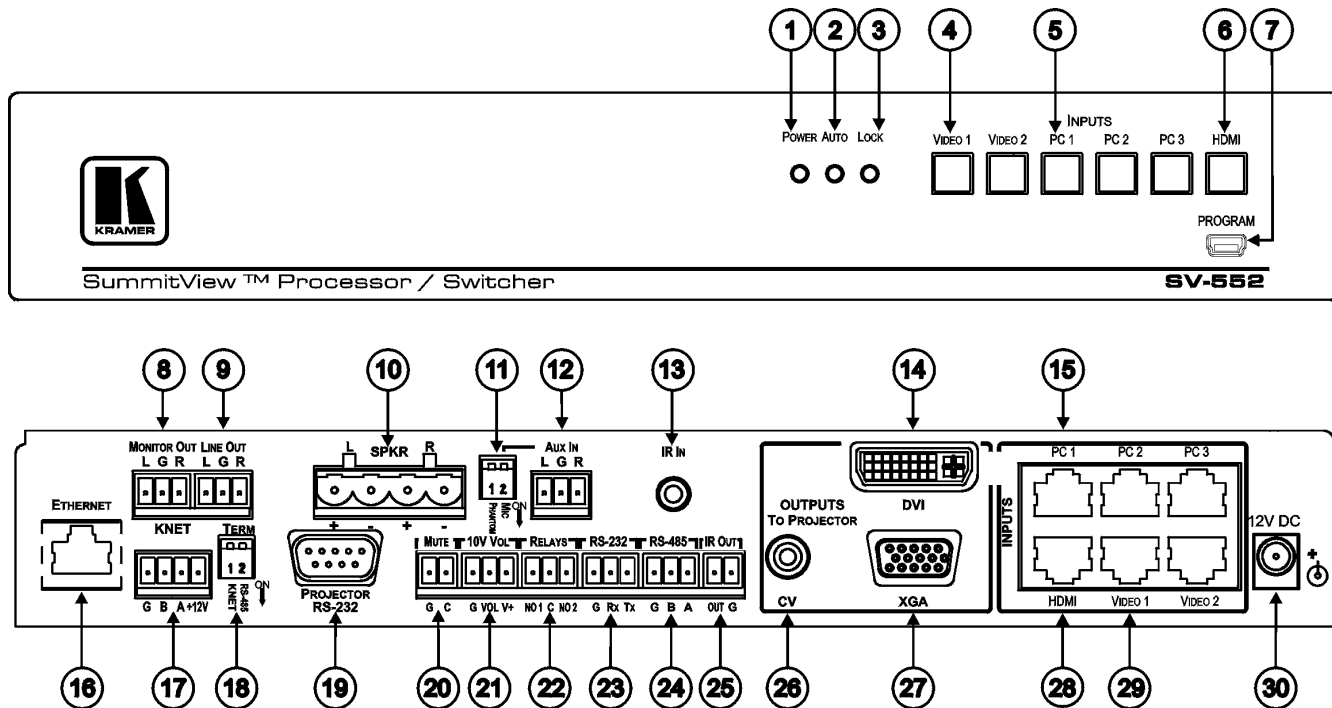 1 2 3 4 5 6 7
INPUTS
POWER AUTO LOCK VIDEO 1 VIDEO 2 PC 1 PC 2 PC 3 HDMI
PROGRAM
K
KRAMER
SummitView ™ Processor / Switcher SV-552
8 9 10 11 12 13 14 15
MONITOR OUT LINE OUT L SPKR R AUX IN IR IN PC 1 PC 2 PC 3
L G R L G R L G R
1 2
MIC
PHANTOM
ON
ETHERNET KNET TERM + - + - OUTPUTS DVI INPUTS 12V DC
TO PROJECTOR
1 2
RS-485
KNET
ON
MUTE 10V VOL RELAYS RS-232 RS-485 IR OUT +
G B A +12V PROJECTOR
RS-232
G C G VOL V+ NO 1 C NO 2 G Rx Tx G B A OUT G CV XGA HDMI VIDEO 1 VIDEO 2
16 17 18 19 20 21 22 23 24 25 26 27 28 29 30